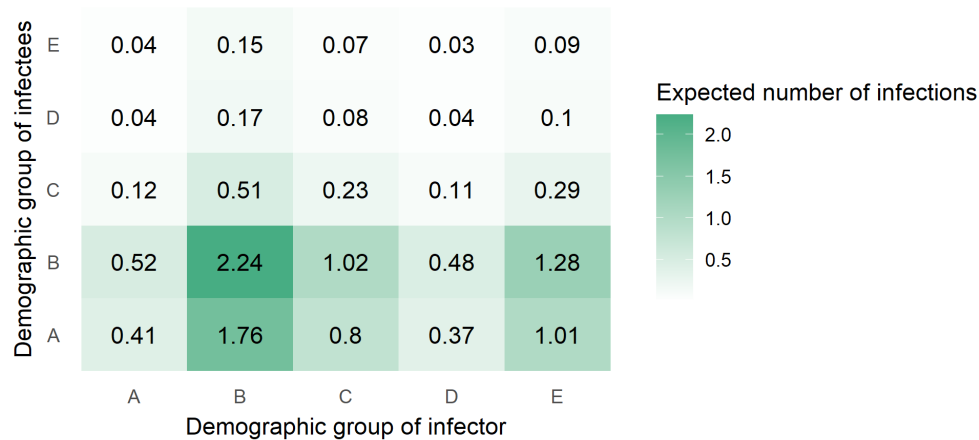 Demographic group of infectees
E 0.04 0.15 0.07 0.03 0.09
D 0.04 0.17 0.08 0.04 0.1
C 0.12 0.51 0.23 0.11 0.29
B 0.52 2.24 1.02 0.48 1.28
A 0.41 1.76 0.8 0.37 1.01
A B C D E
Demographic group of infector
Expected number of infections
2.0
1.5
1.0
0.5